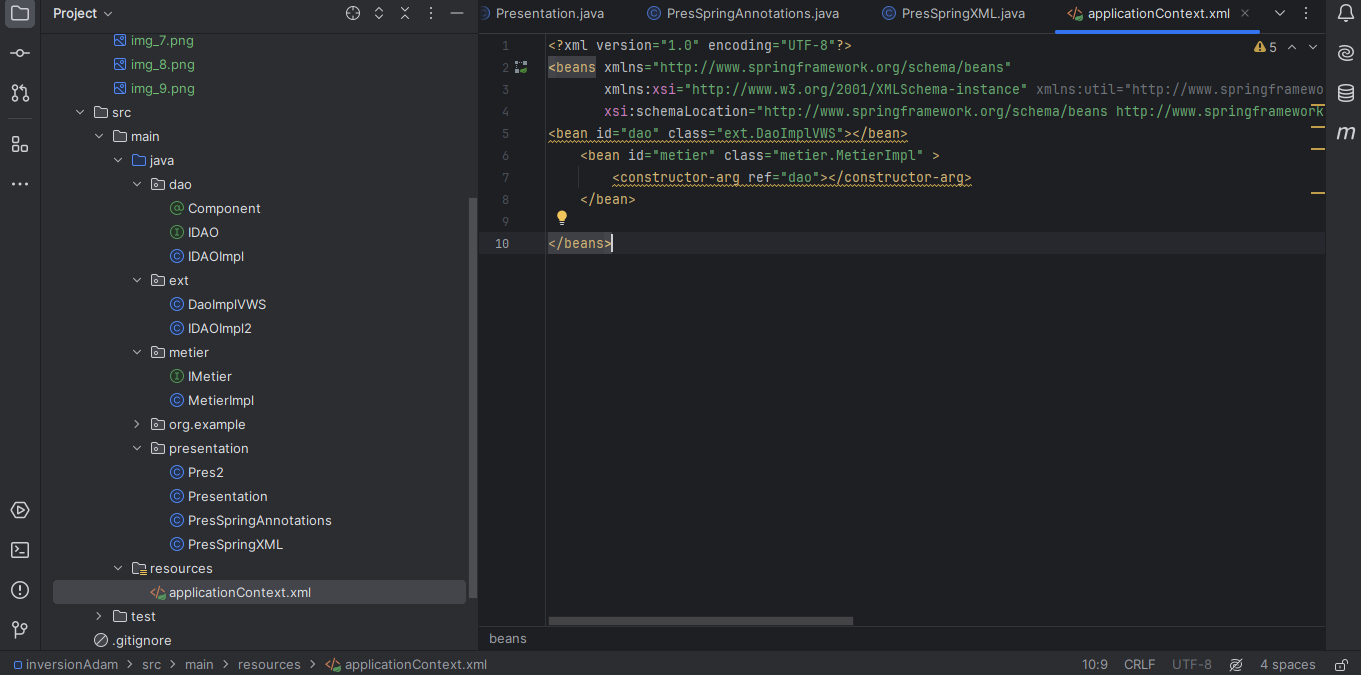 Project
Presentation.java
PresSpringAnnotations.java
PresSpringXML.java
applicationContext.xml
img_7.png
img_8.png
img_9.png
src
main
java
dao
Component
IDAO
IDAOImpl
ext
DaoImplVWS
IDAOImpl2
metier
IMetier
MetierImpl
org.example
presentation
Pres2
Presentation
PresSpringAnnotations
PresSpringXML
resources
applicationContext.xml
test
.gitignore
1 <?xml version="1.0" encoding="UTF-8"?>
5
2 <beans xmlns="http://www.springframework.org/schema/beans"
3 xmlns:xsi="http://www.w3.org/2001/XMLSchema-instance" xmlns:util="http://www.springframewo
4 xsi:schemaLocation="http://www.springframework.org/schema/beans http://www.springframework
5 <bean id="dao" class="ext.DaoImplVWS"></bean>
6 <bean id="metier" class="metier.MetierImpl" >
7 <constructor-arg ref="dao"></constructor-arg>
8 </bean>
9
10 </beans>
beans
m
inversionAdam > src > main > resources > applicationContext.xml
10:9 CRLF UTF-8 4 spaces